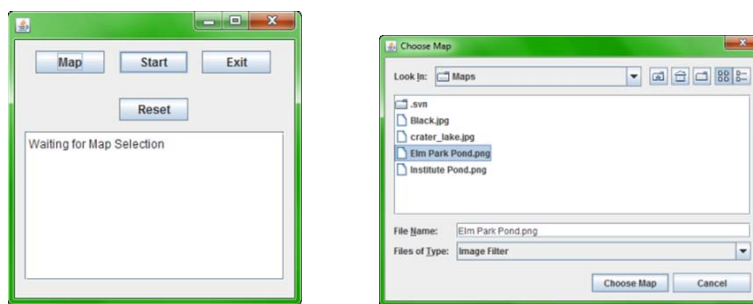 Map Start Exit
Reset
Waiting for Map Selection
Choose Map
Look In: Maps
.svn
Black.jpg
crater_lake.jpg
Elm Park Pond.png
Institute Pond.png
File Name: Elm Park Pond.png
Files of Type: Image Filter
Choose Map Cancel